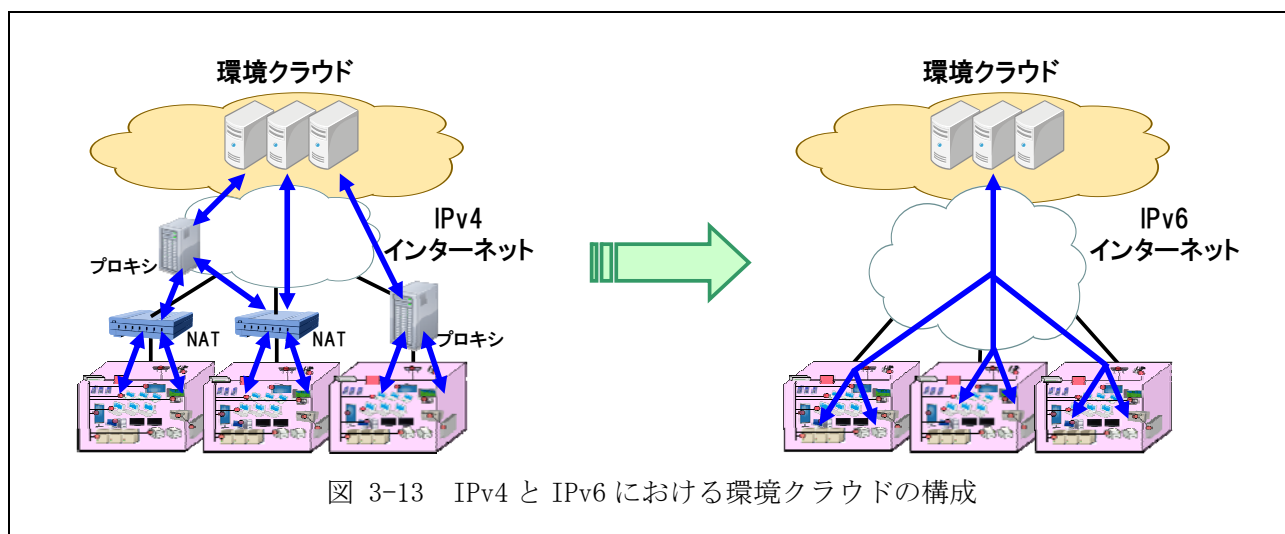 環境クラウド
IPv4
インターネット
プロキシ
NAT
NAT
プロキシ
環境クラウド
IPv6
インターネット
図 3-13 IPv4 と IPv6 における環境クラウドの構成